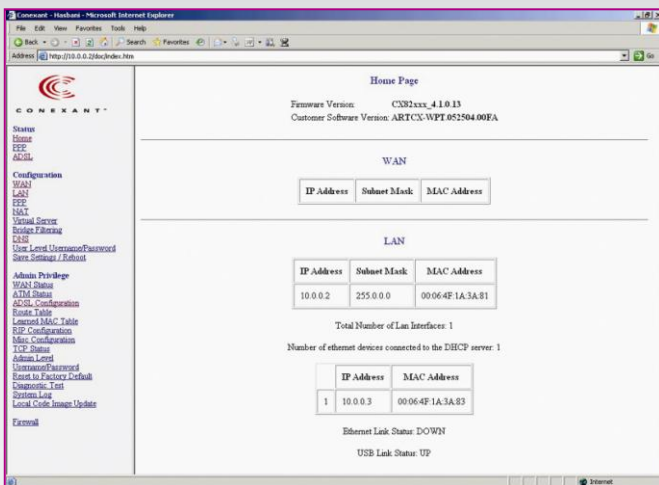 Conexant - Hasbani - Microsoft Internet Explorer
File Edit View Favorites Tools Help
Back Search Favorites
Address http://10.0.0.2/doc/index.htm Go
CONEXANT
Status
Home
PPP
ADSL
Configuration
WAN
LAN
PPP
NAT
Virtual Server
Bridge Filtering
DNS
User Level Username/Password
Save Settings / Reboot
Admin Privilege
WAN Status
ATM Status
ADSL Configuration
Route Table
Learned MAC Table
RIP Configuration
Misc Configuration
TCP Status
Admin Level
Username/Password
Reset to Factory Default
Diagnostic Test
System Log
Local Code Image Update
Firewall
Home Page
Firmware Version: CX82xxx_4.1.0.13
Customer Software Version: ARTCX-WPT.052504.00FA
WAN
IP Address Subnet Mask MAC Address
LAN
IP Address Subnet Mask MAC Address
10.0.0.2 255.0.0.0 00:06:4F:1A:3A:81
Total Number of Lan Interfaces: 1
Number of ethernet devices connected to the DHCP server: 1
IP Address MAC Address
1 10.0.0.3 00:06:4F:1A:3A:83
Ethernet Link Status: DOWN
USB Link Status: UP
Internet